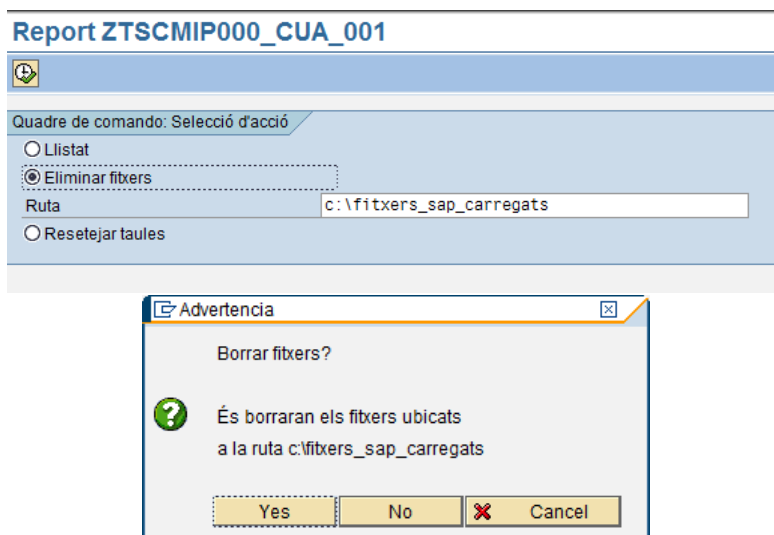 Report ZTSCMIP000_CUA_001
Quadre de comando: Selecció d'acció
Llistat
Eliminar fitxers
Ruta c:\fitxers_sap_carregats
Resetejar taules
Advertencia
Borrar fitxers?
És borraran els fitxers ubicats
a la ruta c:\fitxers_sap_carregats
Yes No Cancel